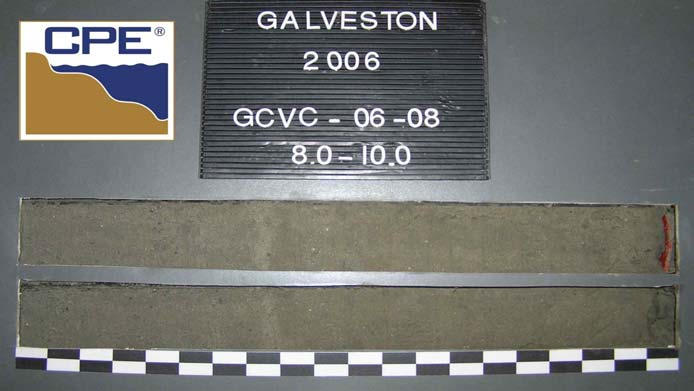 CPE®
GALVESTON
2006
GCVC - 06 -08
8.0 - 10.0